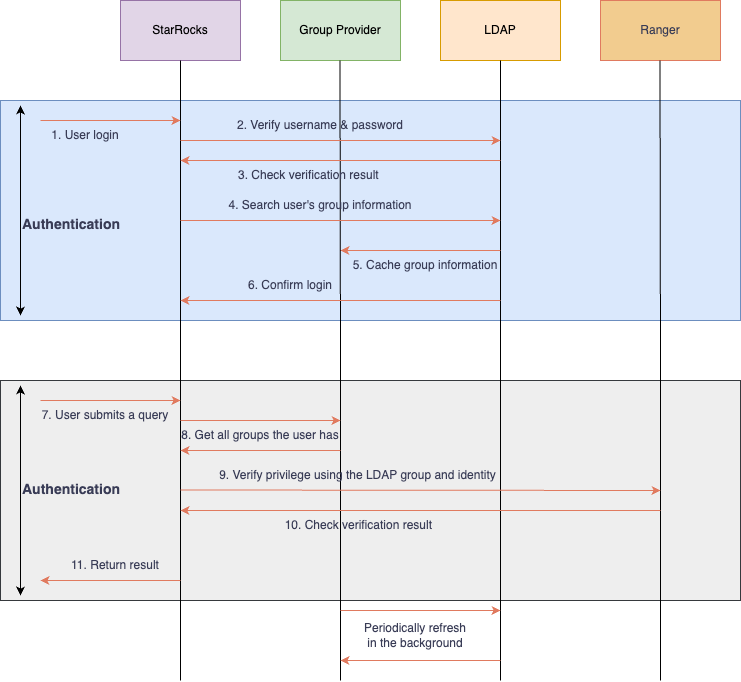 StarRocks
Group Provider
LDAP
Ranger
1. User login
2. Verify username & password
3. Check verification result
4. Search user's group information
Authentication
5. Cache group information
6. Confirm login
7. User submits a query
8. Get all groups the user has
9. Verify privilege using the LDAP group and identity
Authentication
10. Check verification result
11. Return result
Periodically refresh
in the background